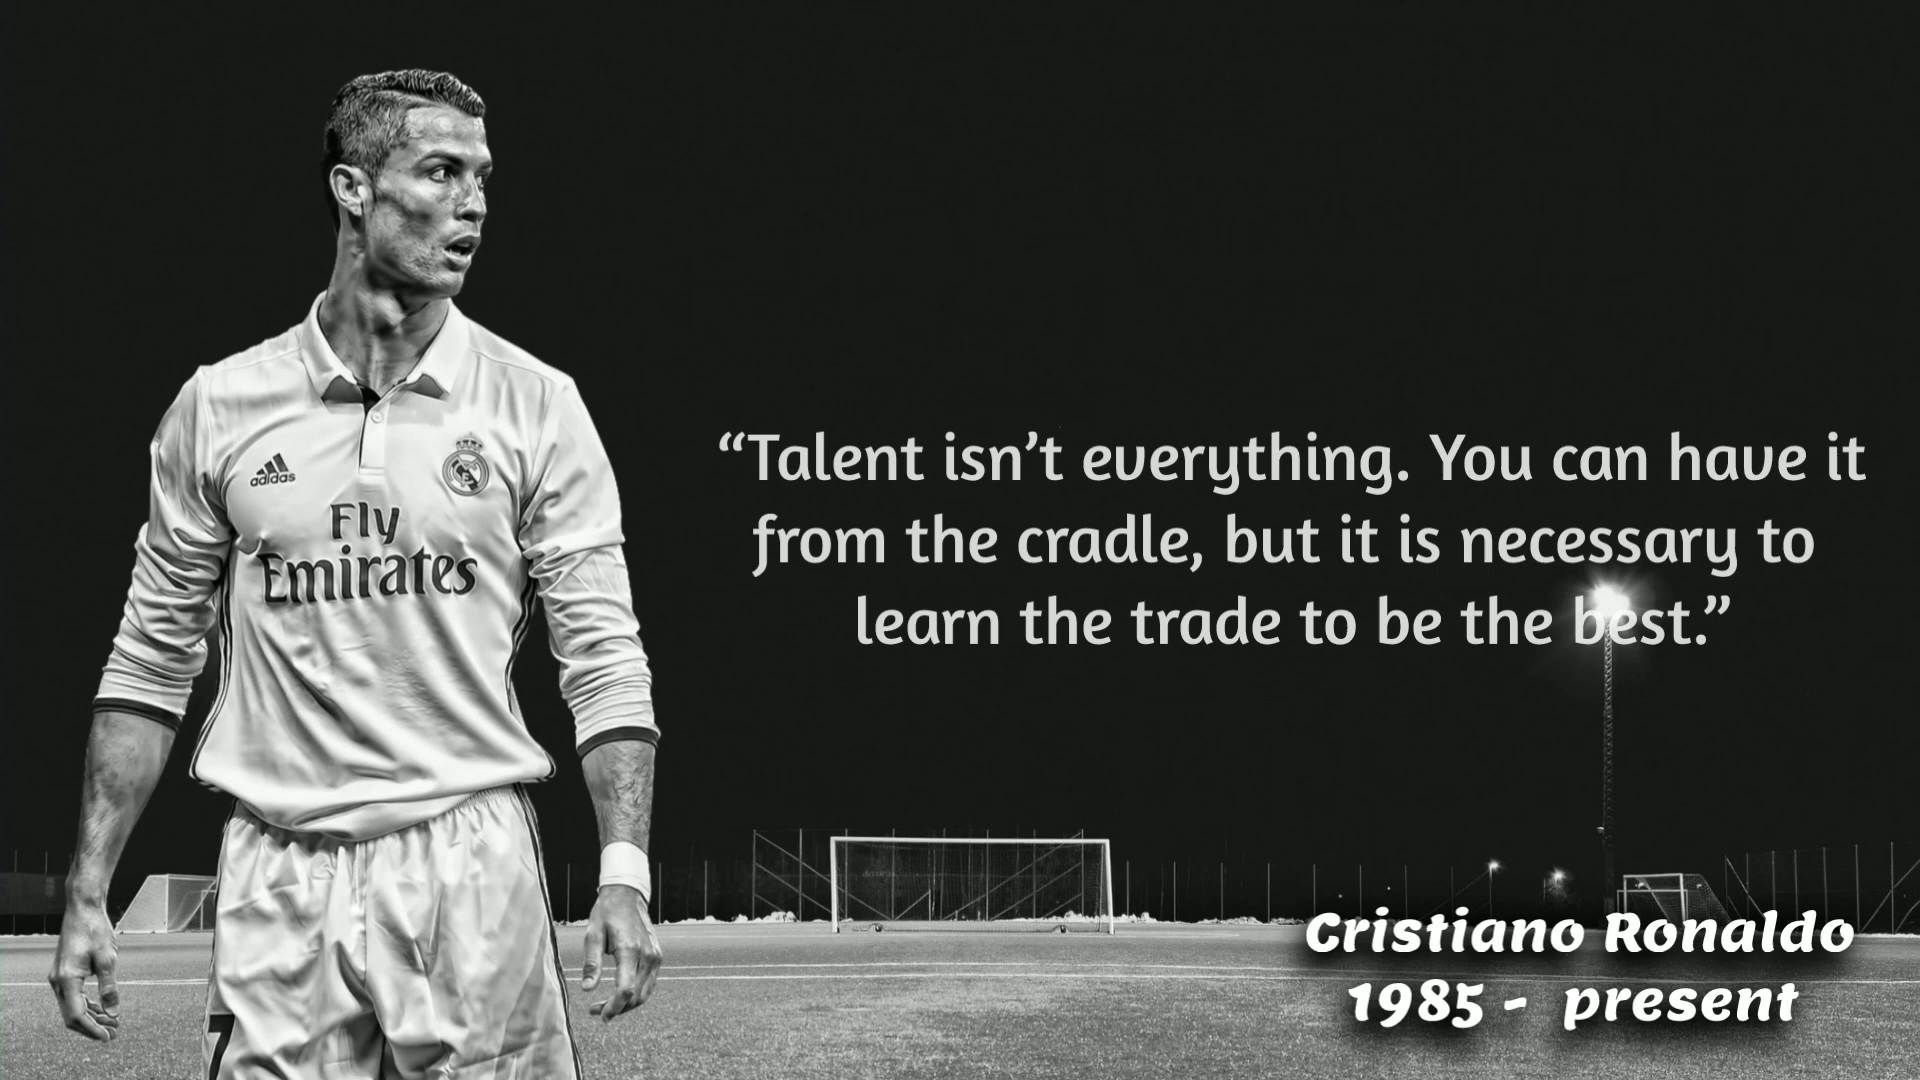 adidas
Fly
Emirates
7
“Talent isn’t everything. You can have it
from the cradle, but it is necessary to
learn the trade to be the best.”
Cristiano Ronaldo
1985 - present